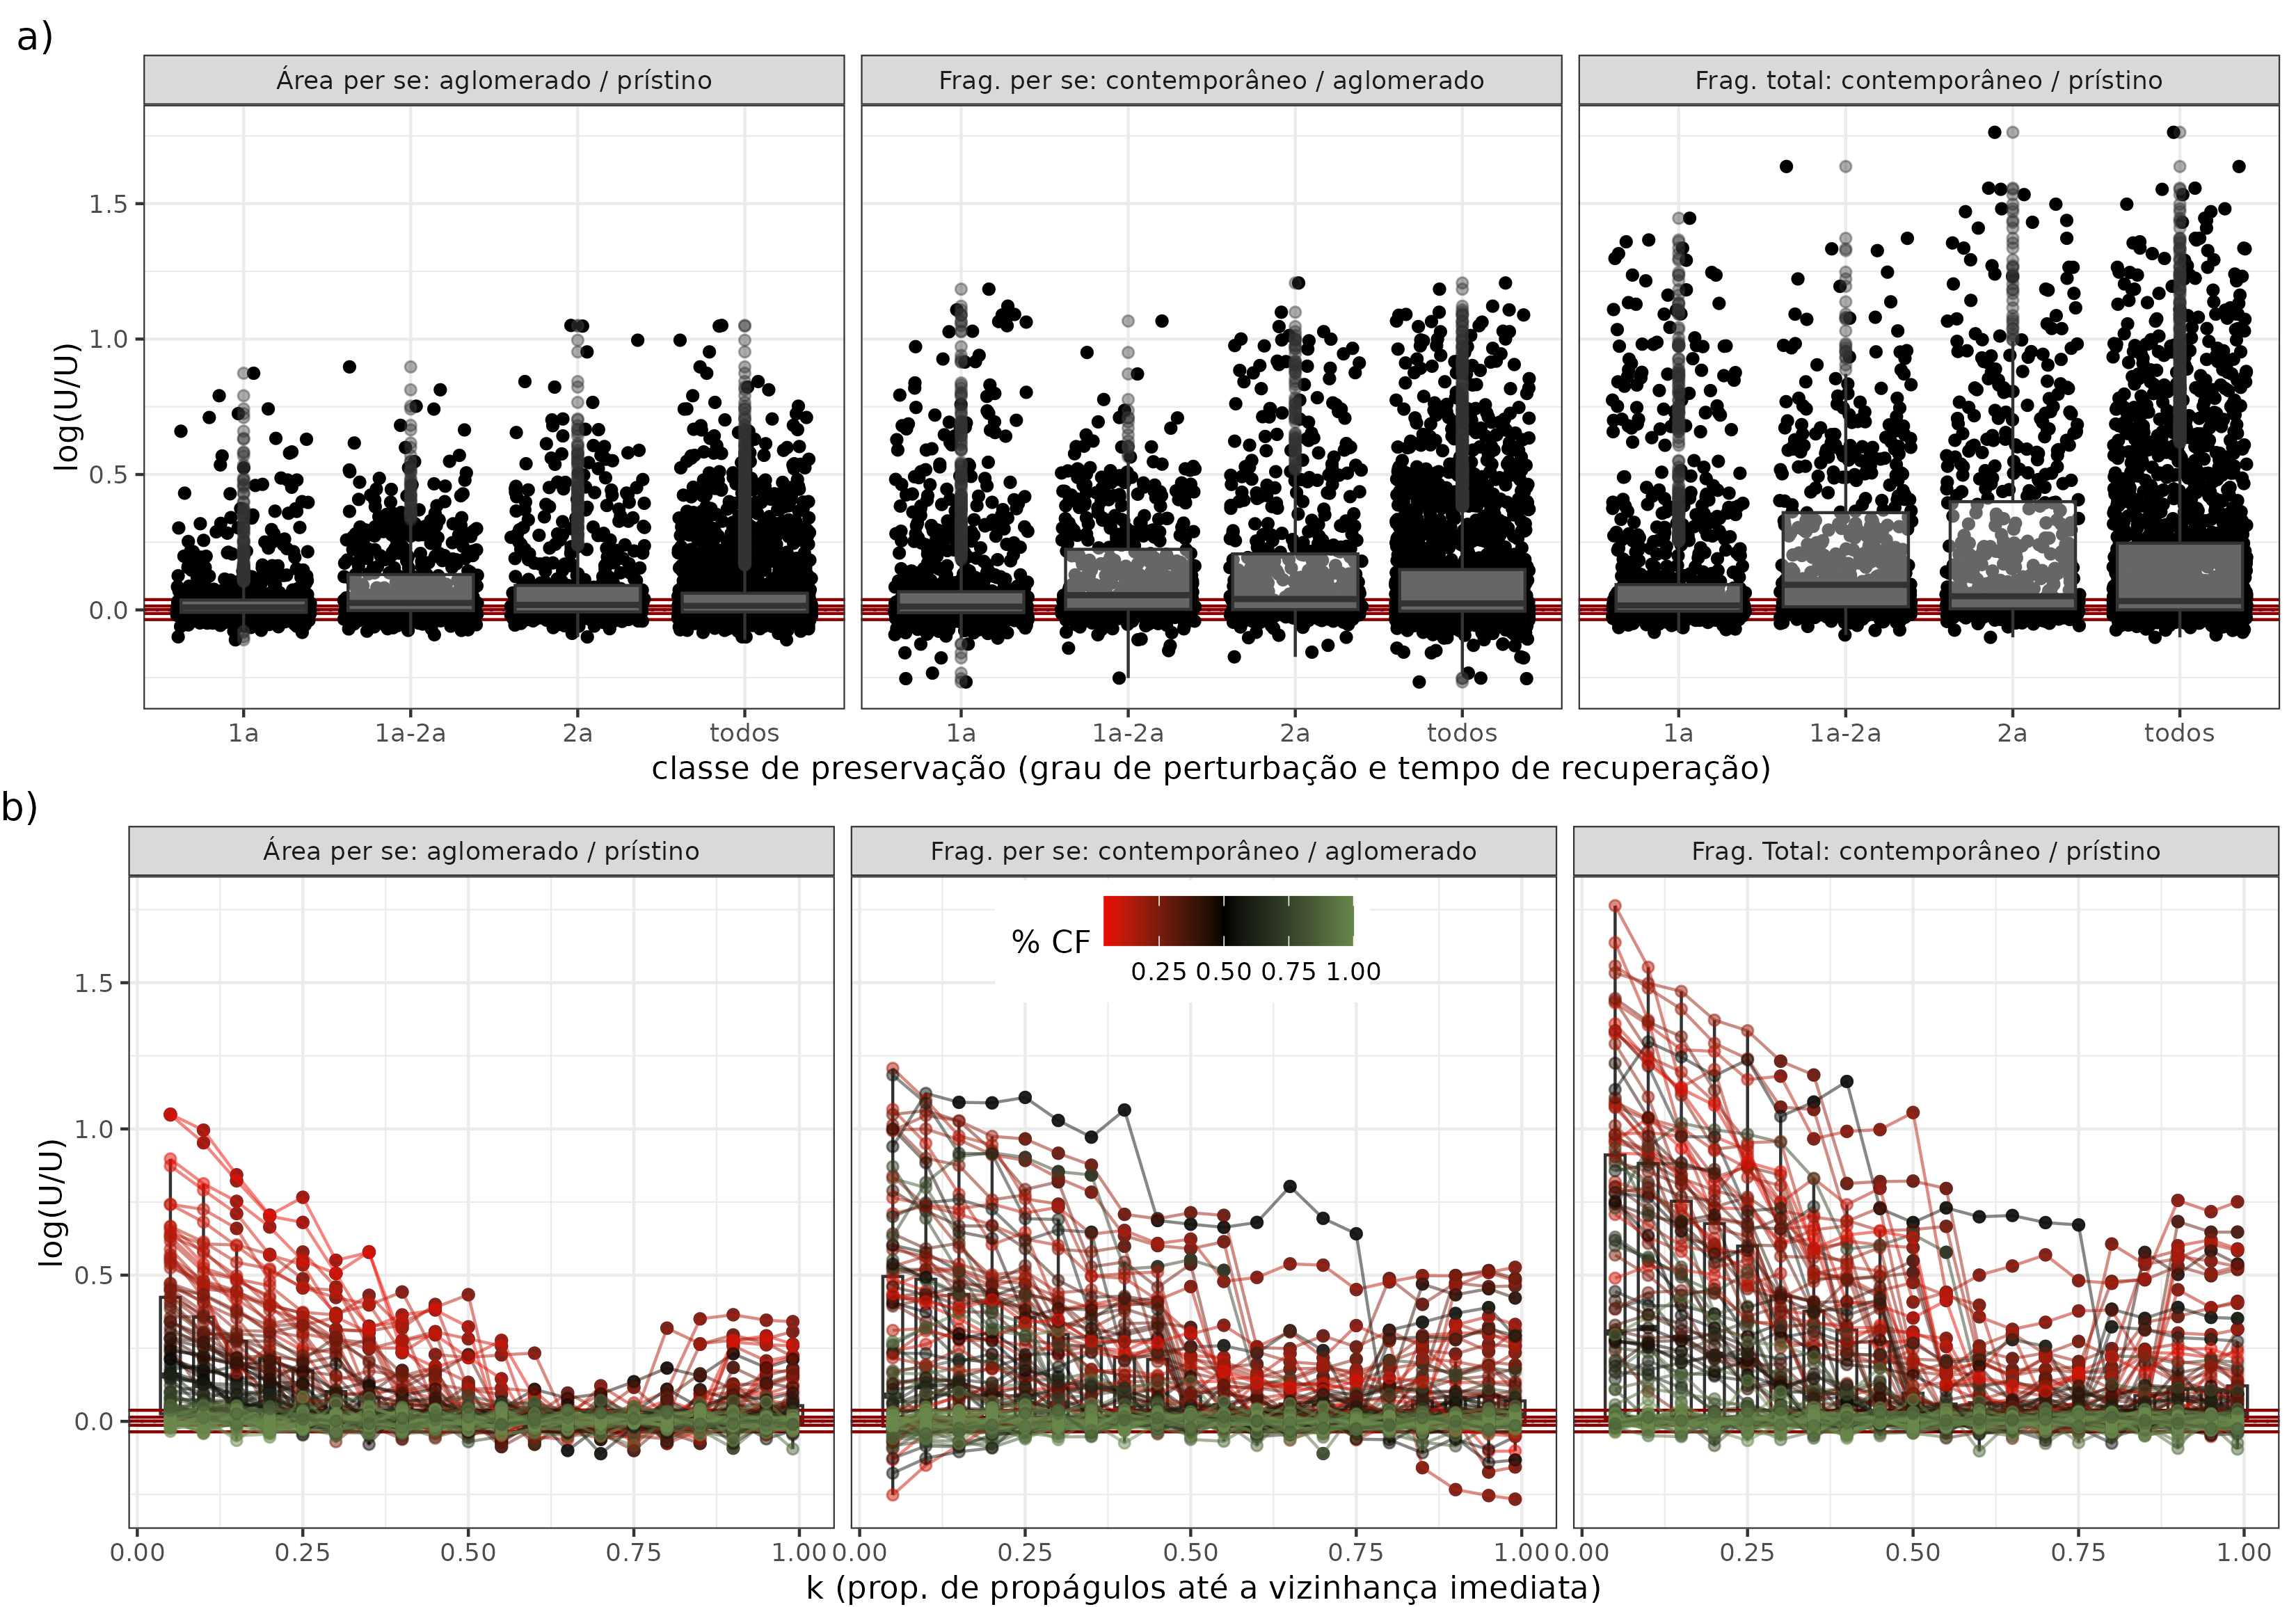 a)
Área per se: aglomerado / prístino
Frag. per se: contemporâneo / aglomerado
Frag. total: contemporâneo / prístino
log(U/U)
1.5
1.0
0.5
0.0
1a 1a-2a 2a todos
1a 1a-2a 2a todos
1a 1a-2a 2a todos
classe de preservação (grau de perturbação e tempo de recuperação)
b)
Área per se: aglomerado / prístino
Frag. per se: contemporâneo / aglomerado
Frag. Total: contemporâneo / prístino
% CF
0.25 0.50 0.75 1.00
log(U/U)
1.5
1.0
0.5
0.0
0.00 0.25 0.50 0.75 1.00
0.00 0.25 0.50 0.75 1.00
0.00 0.25 0.50 0.75 1.00
k (prop. de propágulos até a vizinhança imediata)